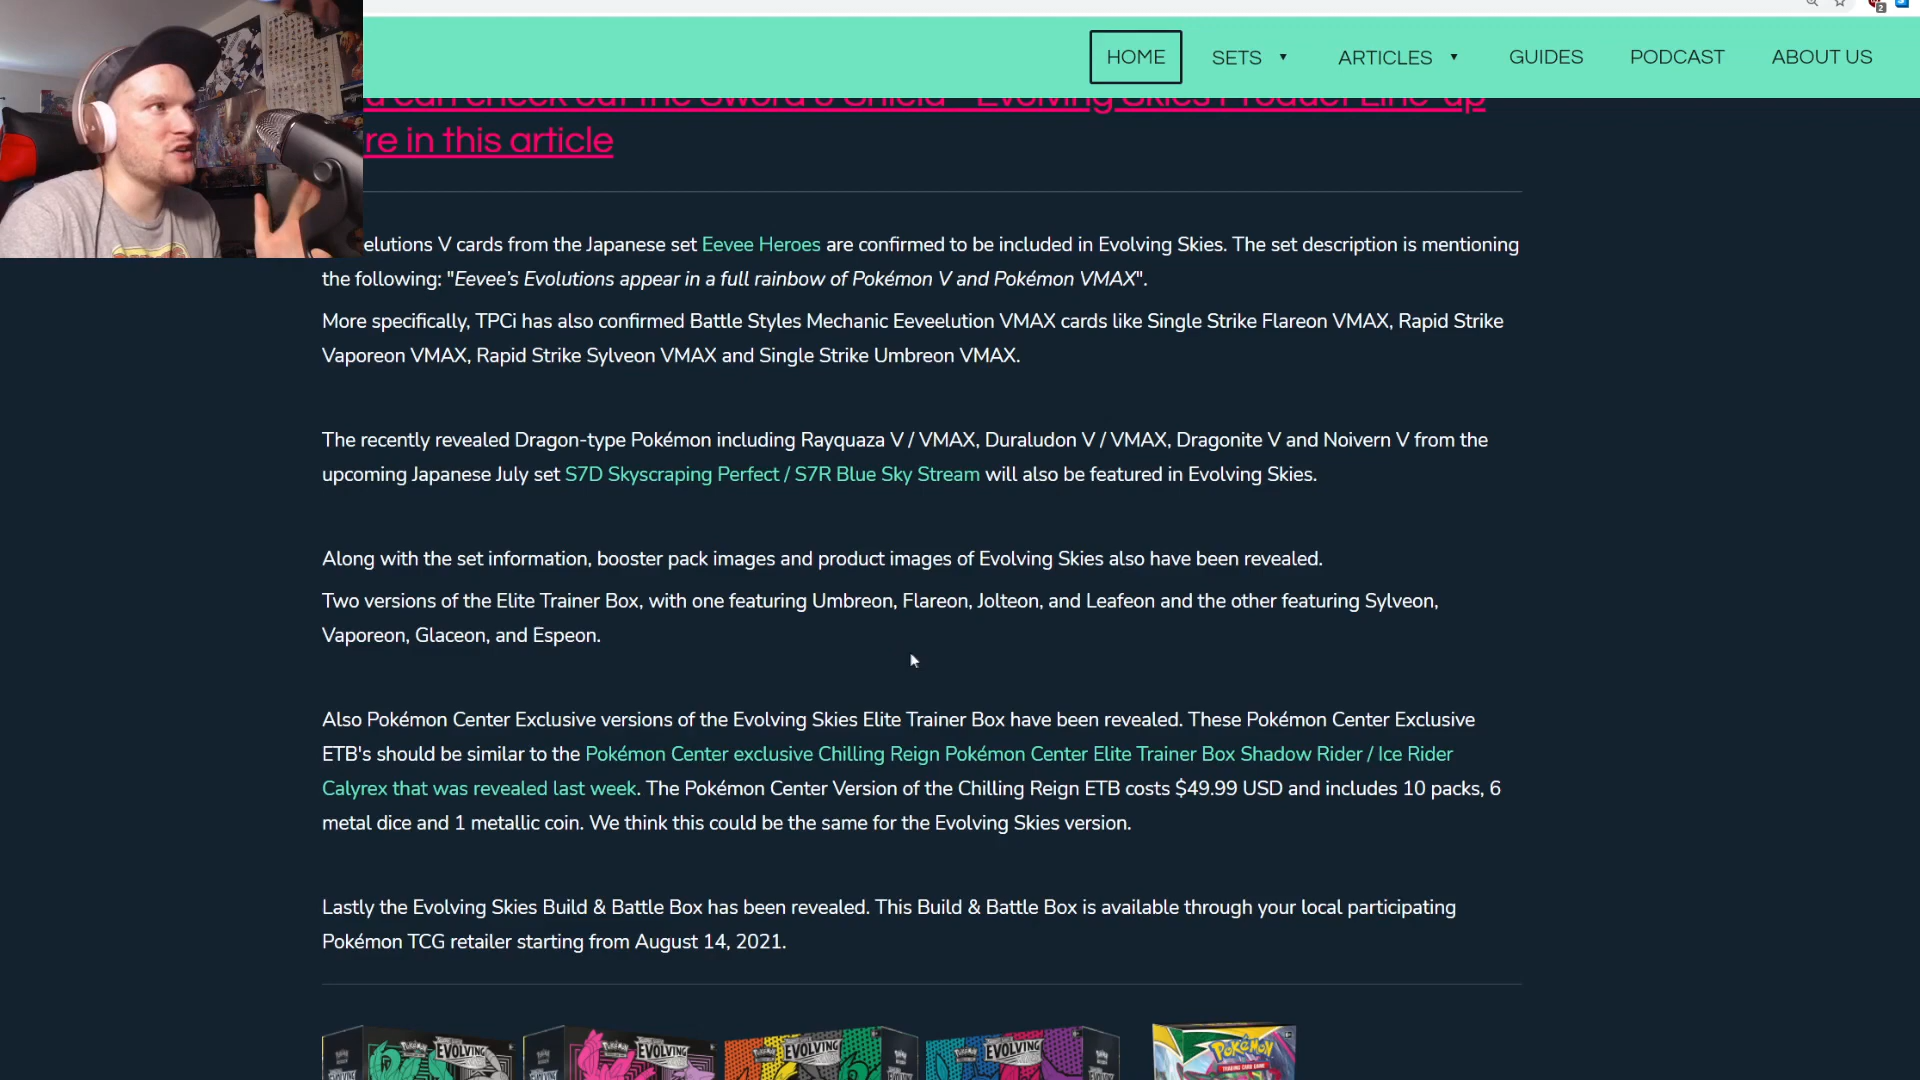 HOME SETS ARTICLES GUIDES PODCAST ABOUT US
can check out the Sword & Shield - Evolving Skies Product Line-up
re in this article
elutions V cards from the Japanese set Eevee Heroes are confirmed to be included in Evolving Skies. The set description is mentioning
the following: "Eevee's Evolutions appear in a full rainbow of Pokémon V and Pokémon VMAX".
More specifically, TPCi has also confirmed Battle Styles Mechanic Eeveelution VMAX cards like Single Strike Flareon VMAX, Rapid Strike
Vaporeon VMAX, Rapid Strike Sylveon VMAX and Single Strike Umbreon VMAX.
The recently revealed Dragon-type Pokémon including Rayquaza V / VMAX, Duraludon V / VMAX, Dragonite V and Noivern V from the
upcoming Japanese July set S7D Skyscraping Perfect / S7R Blue Sky Stream will also be featured in Evolving Skies.
Along with the set information, booster pack images and product images of Evolving Skies also have been revealed.
Two versions of the Elite Trainer Box, with one featuring Umbreon, Flareon, Jolteon, and Leafeon and the other featuring Sylveon,
Vaporeon, Glaceon, and Espeon.
Also Pokémon Center Exclusive versions of the Evolving Skies Elite Trainer Box have been revealed. These Pokémon Center Exclusive
ETB's should be similar to the Pokémon Center exclusive Chilling Reign Pokémon Center Elite Trainer Box Shadow Rider / Ice Rider
Calyrex that was revealed last week. The Pokémon Center Version of the Chilling Reign ETB costs $49.99 USD and includes 10 packs, 6
metal dice and 1 metallic coin. We think this could be the same for the Evolving Skies version.
Lastly the Evolving Skies Build & Battle Box has been revealed. This Build & Battle Box is available through your local participating
Pokémon TCG retailer starting from August 14, 2021.
EVOLVING EVOLVING EVOLVING EVOLVING POKéMON